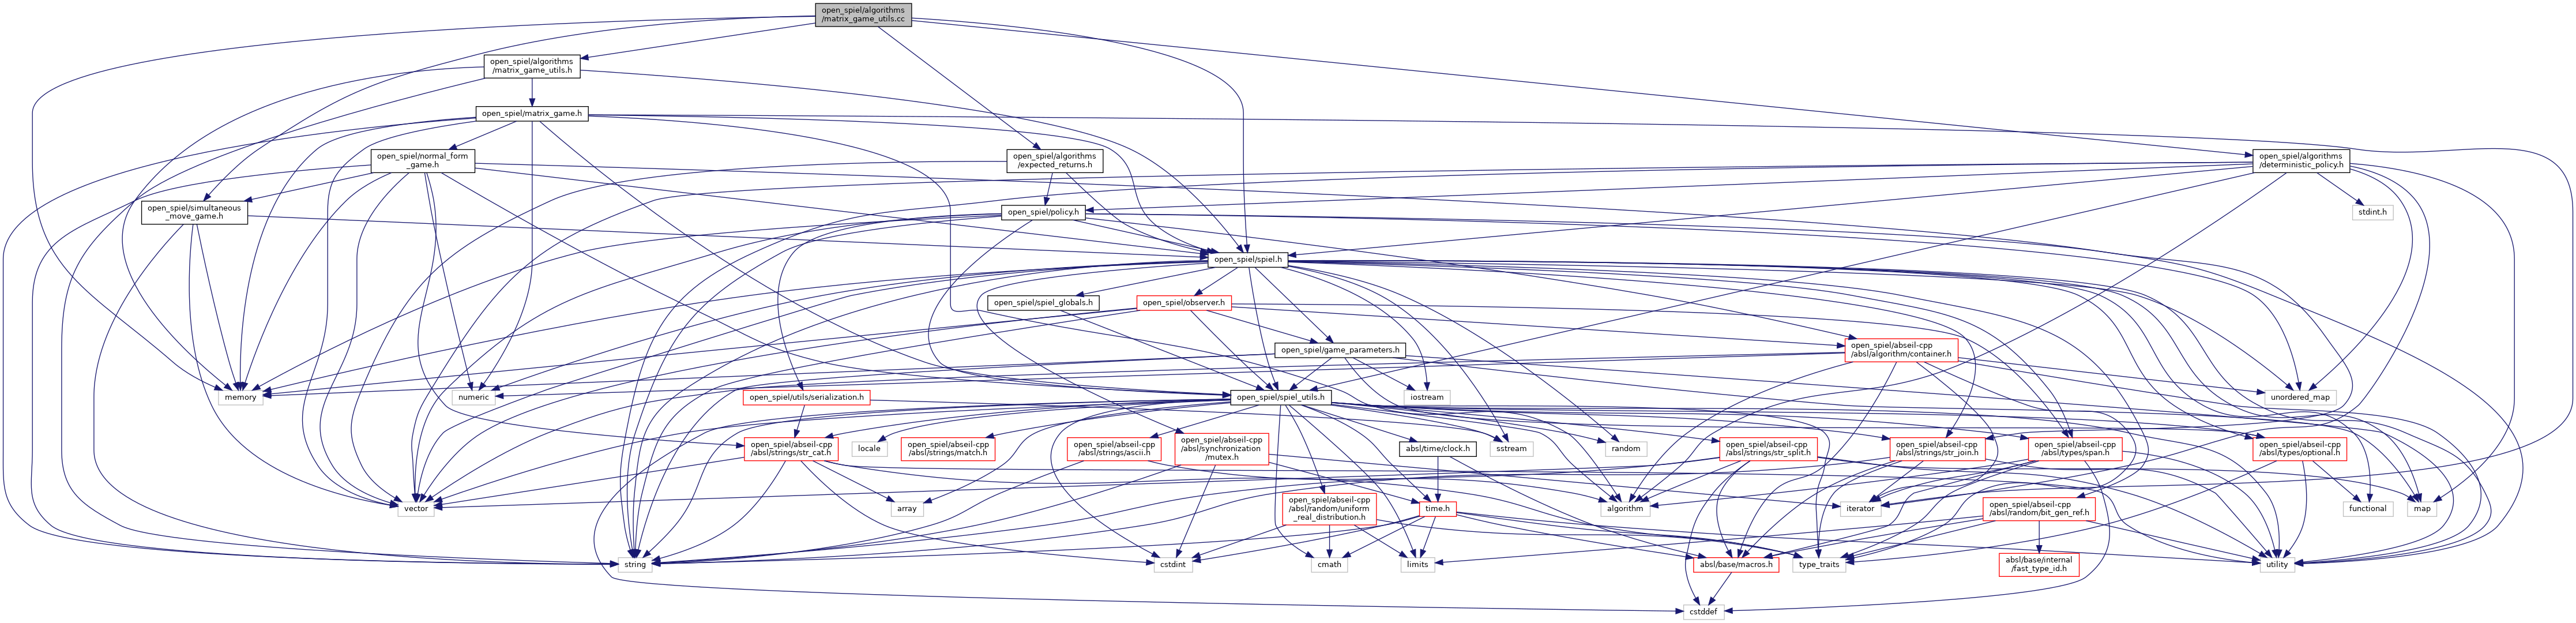 open_spiel/algorithms
/matrix_game_utils.cc
open_spiel/algorithms
/matrix_game_utils.h
open_spiel/matrix_game.h
open_spiel/normal_form
_game.h
open_spiel/algorithms
/expected_returns.h
open_spiel/algorithms
/deterministic_policy.h
open_spiel/simultaneous
_move_game.h
open_spiel/policy.h
stdint.h
open_spiel/spiel.h
open_spiel/spiel_globals.h
open_spiel/observer.h
open_spiel/game_parameters.h
open_spiel/abseil-cpp
/absl/algorithm/container.h
memory
numeric
open_spiel/utils/serialization.h
open_spiel/spiel_utils.h
iostream
unordered_map
open_spiel/abseil-cpp
/absl/strings/str_cat.h
locale
open_spiel/abseil-cpp
/absl/strings/match.h
open_spiel/abseil-cpp
/absl/strings/ascii.h
open_spiel/abseil-cpp
/absl/synchronization
/mutex.h
absl/time/clock.h
sstream
random
open_spiel/abseil-cpp
/absl/strings/str_split.h
open_spiel/abseil-cpp
/absl/strings/str_join.h
open_spiel/abseil-cpp
/absl/types/span.h
open_spiel/abseil-cpp
/absl/types/optional.h
vector
array
open_spiel/abseil-cpp
/absl/random/uniform
_real_distribution.h
time.h
algorithm
iterator
open_spiel/abseil-cpp
/absl/random/bit_gen_ref.h
functional
map
string
cstdint
cmath
limits
absl/base/macros.h
type_traits
absl/base/internal
/fast_type_id.h
utility
cstddef